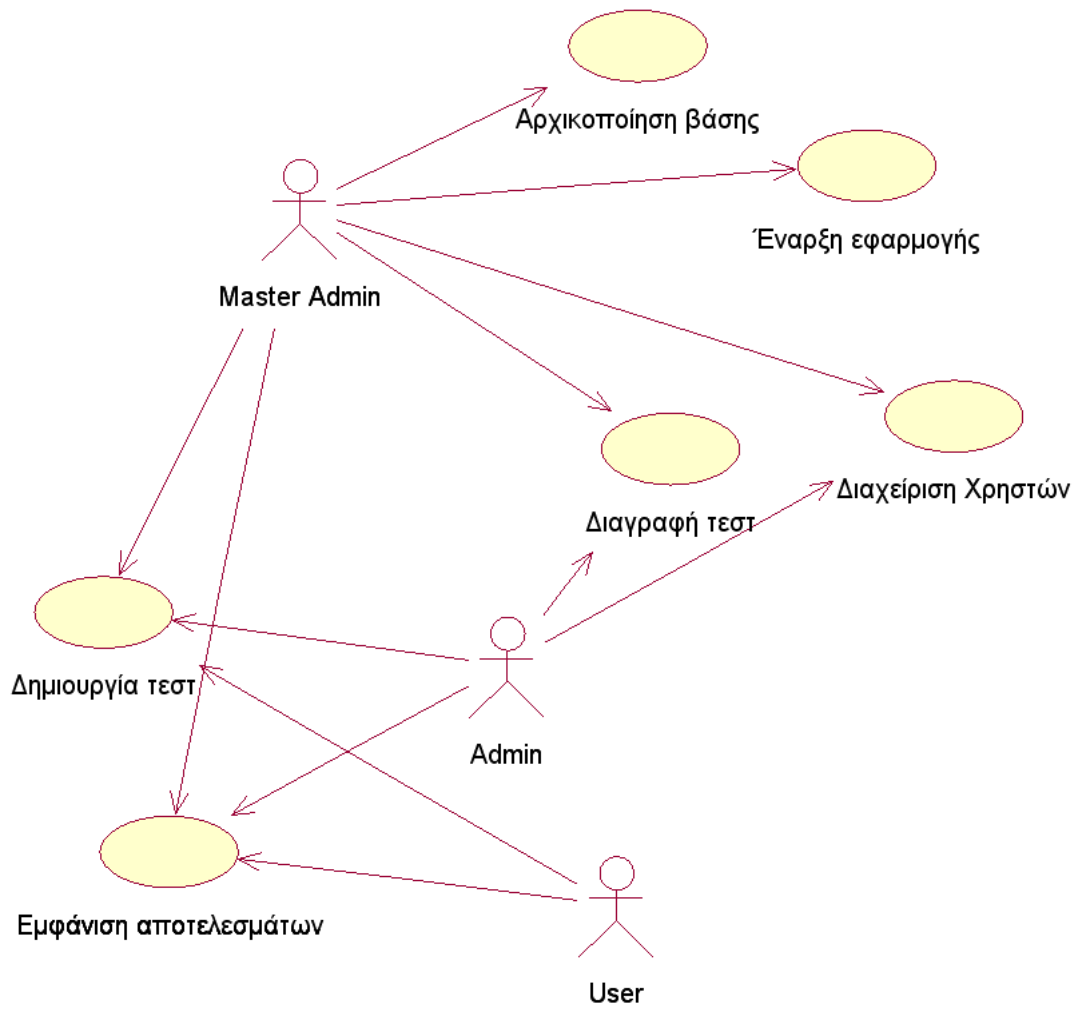 Αρχικοποίηση βάσης
Έναρξη εφαρμογής
Master Admin
Διαχείριση Χρηστών
Διαγραφή τεστ
Δημιουργία τεστ
Admin
Εμφάνιση αποτελεσμάτων
User